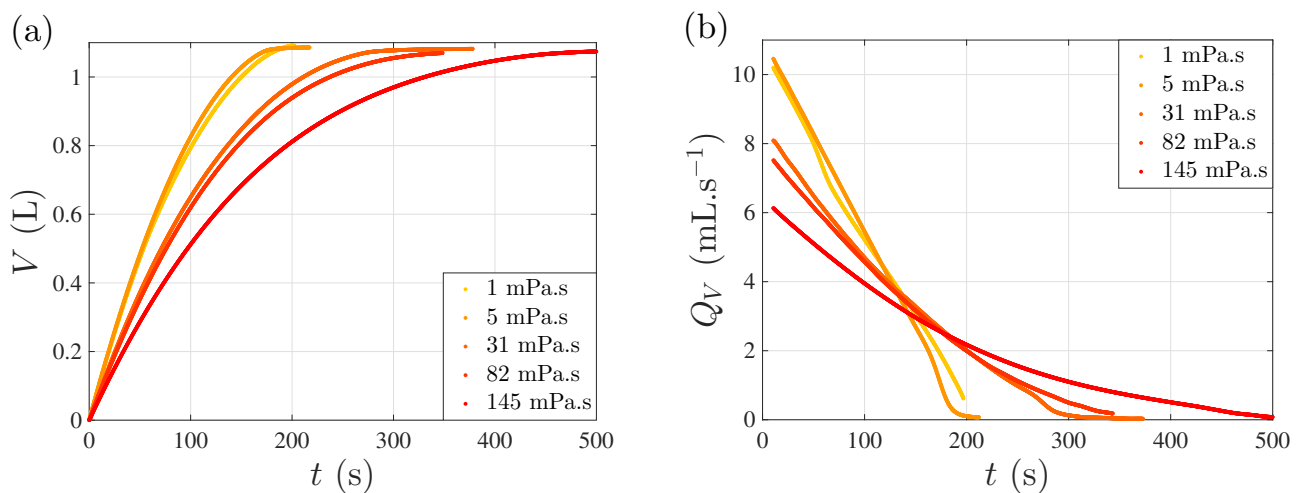 (a)
V (L)
1
0.8
0.6
0.4
0.2
0
0 100 200 300 400 500
t (s)
1 mPa.s
5 mPa.s
31 mPa.s
82 mPa.s
145 mPa.s
(b)
Q_V (mL.s⁻¹)
10
8
6
4
2
0
0 100 200 300 400 500
t (s)
1 mPa.s
5 mPa.s
31 mPa.s
82 mPa.s
145 mPa.s